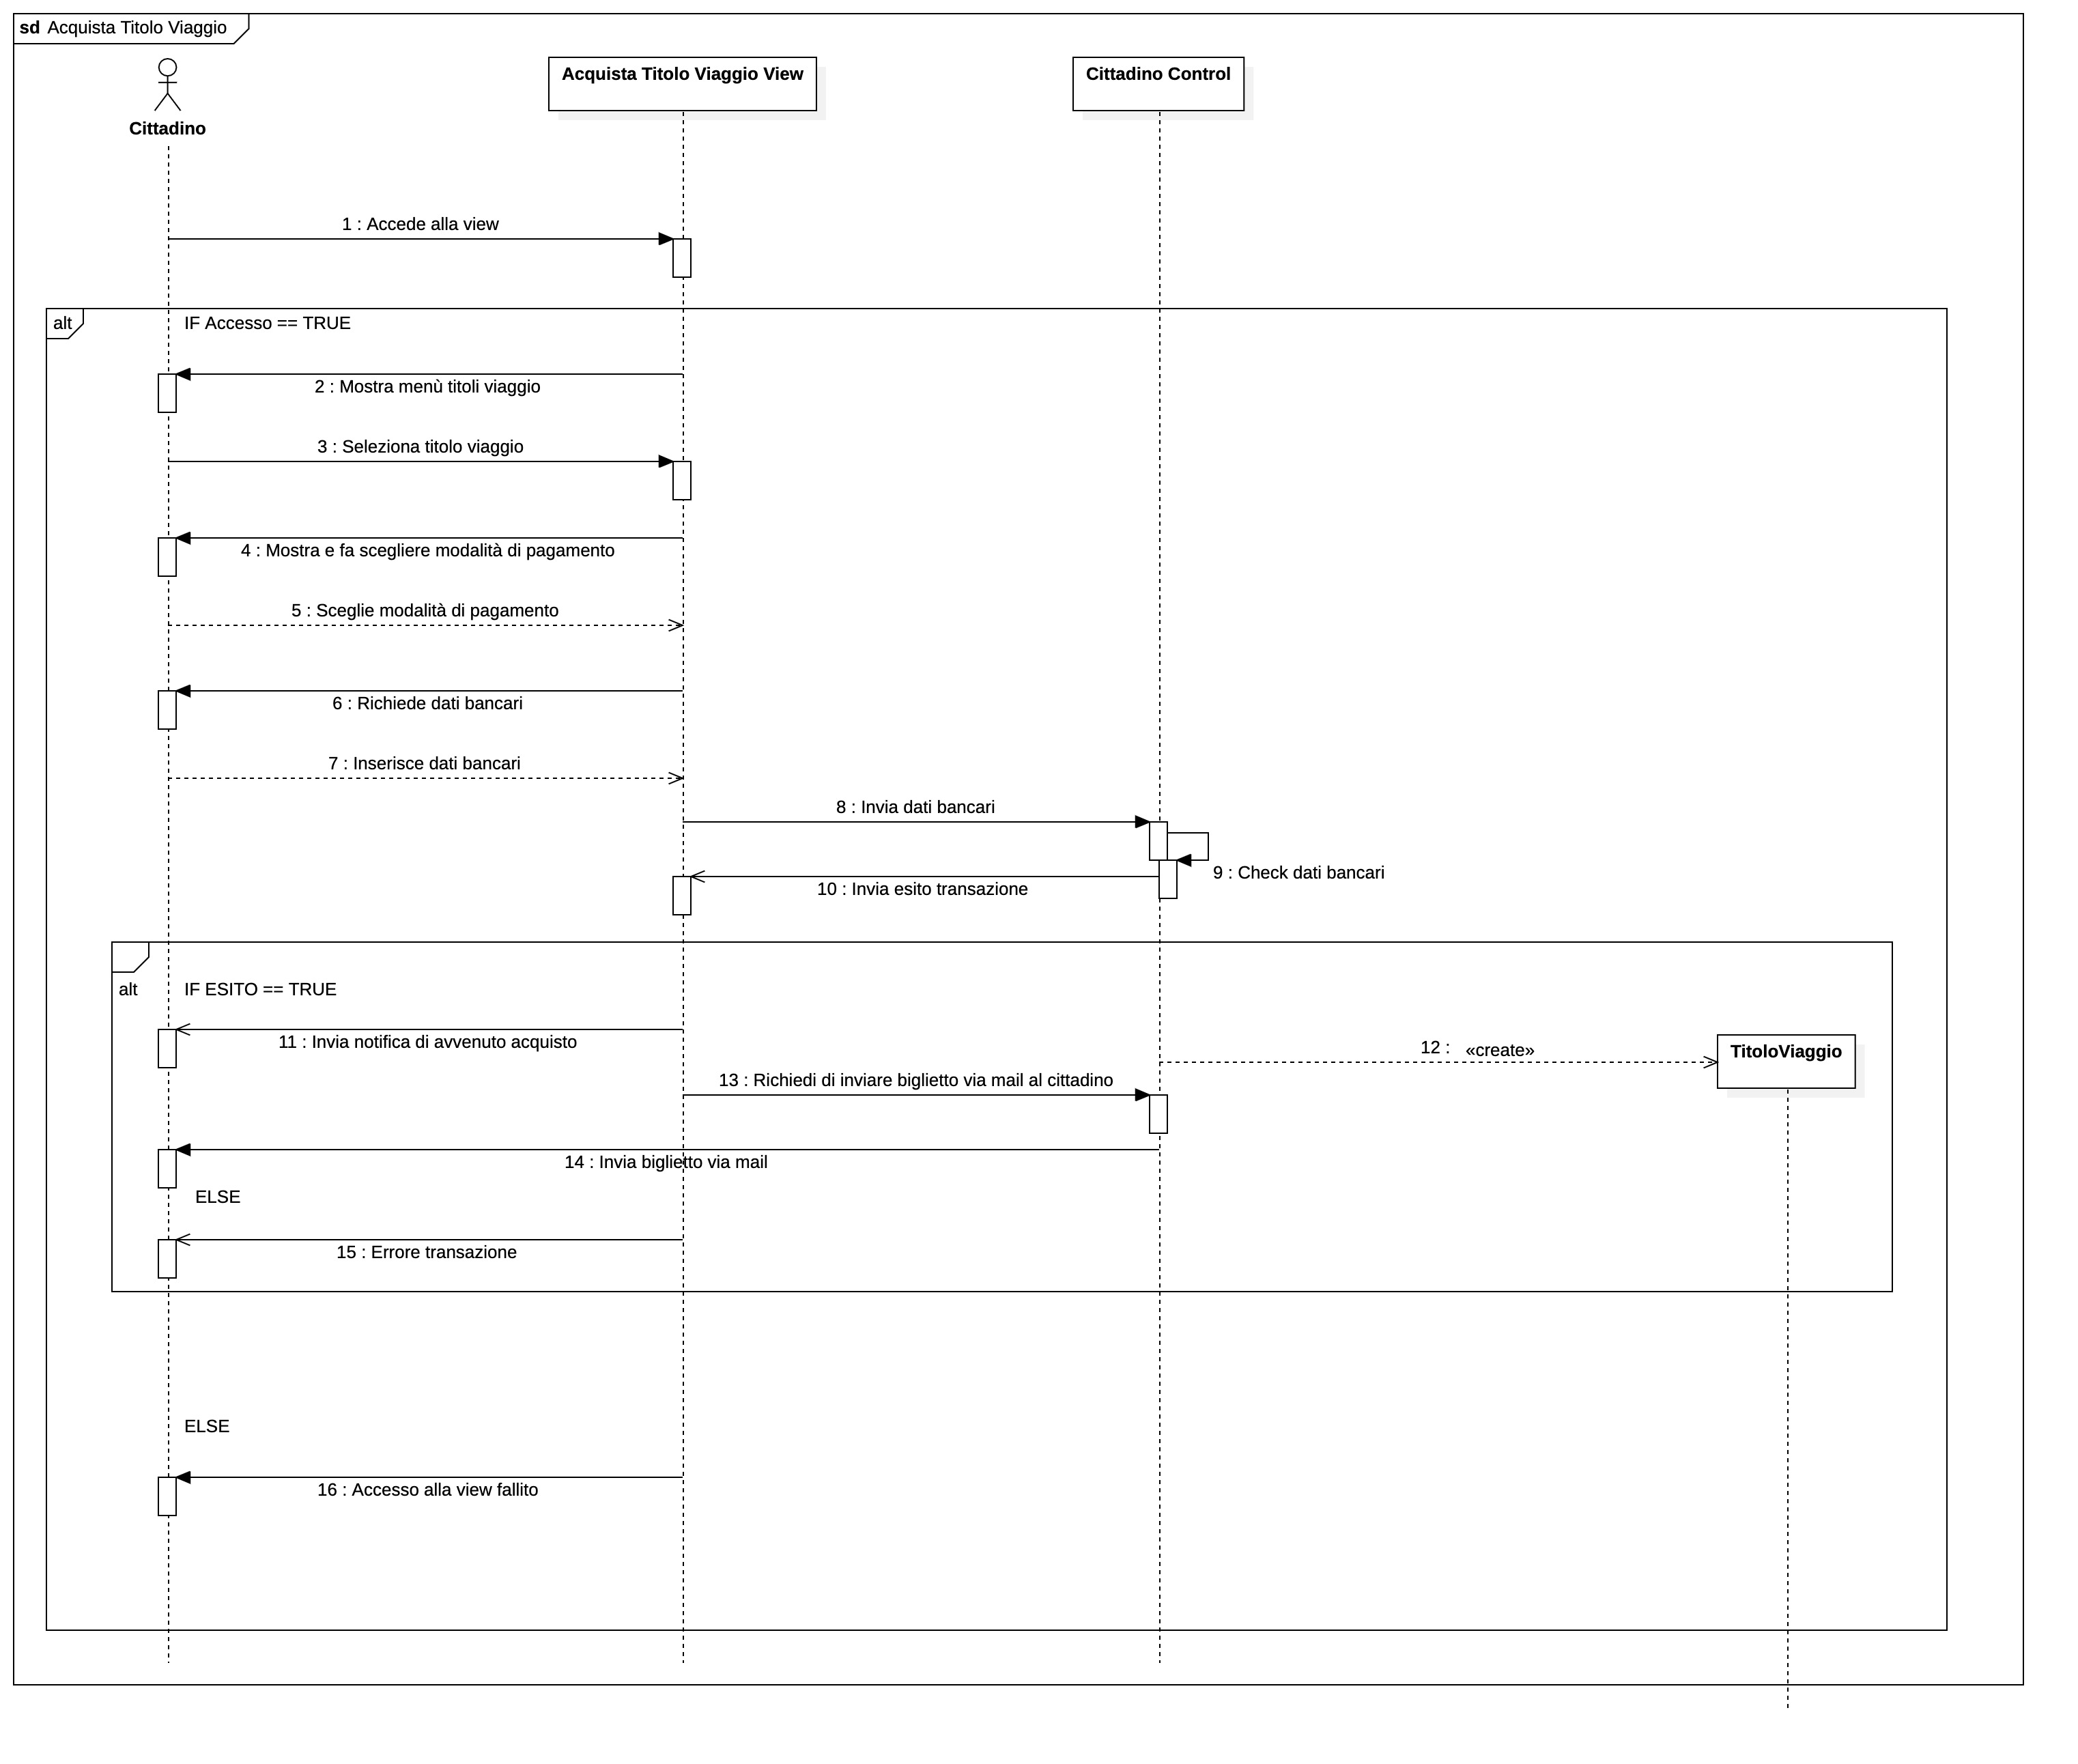 sd Acquista Titolo Viaggio
Cittadino
Acquista Titolo Viaggio View
Cittadino Control
1 : Accede alla view
alt
IF Accesso == TRUE
2 : Mostra menù titoli viaggio
3 : Seleziona titolo viaggio
4 : Mostra e fa scegliere modalità di pagamento
5 : Sceglie modalità di pagamento
6 : Richiede dati bancari
7 : Inserisce dati bancari
8 : Invia dati bancari
9 : Check dati bancari
10 : Invia esito transazione
alt
IF ESITO == TRUE
11 : Invia notifica di avvenuto acquisto
12 : «create»
TitoloViaggio
13 : Richiedi di inviare biglietto via mail al cittadino
14 : Invia biglietto via mail
ELSE
15 : Errore transazione
ELSE
16 : Accesso alla view fallito